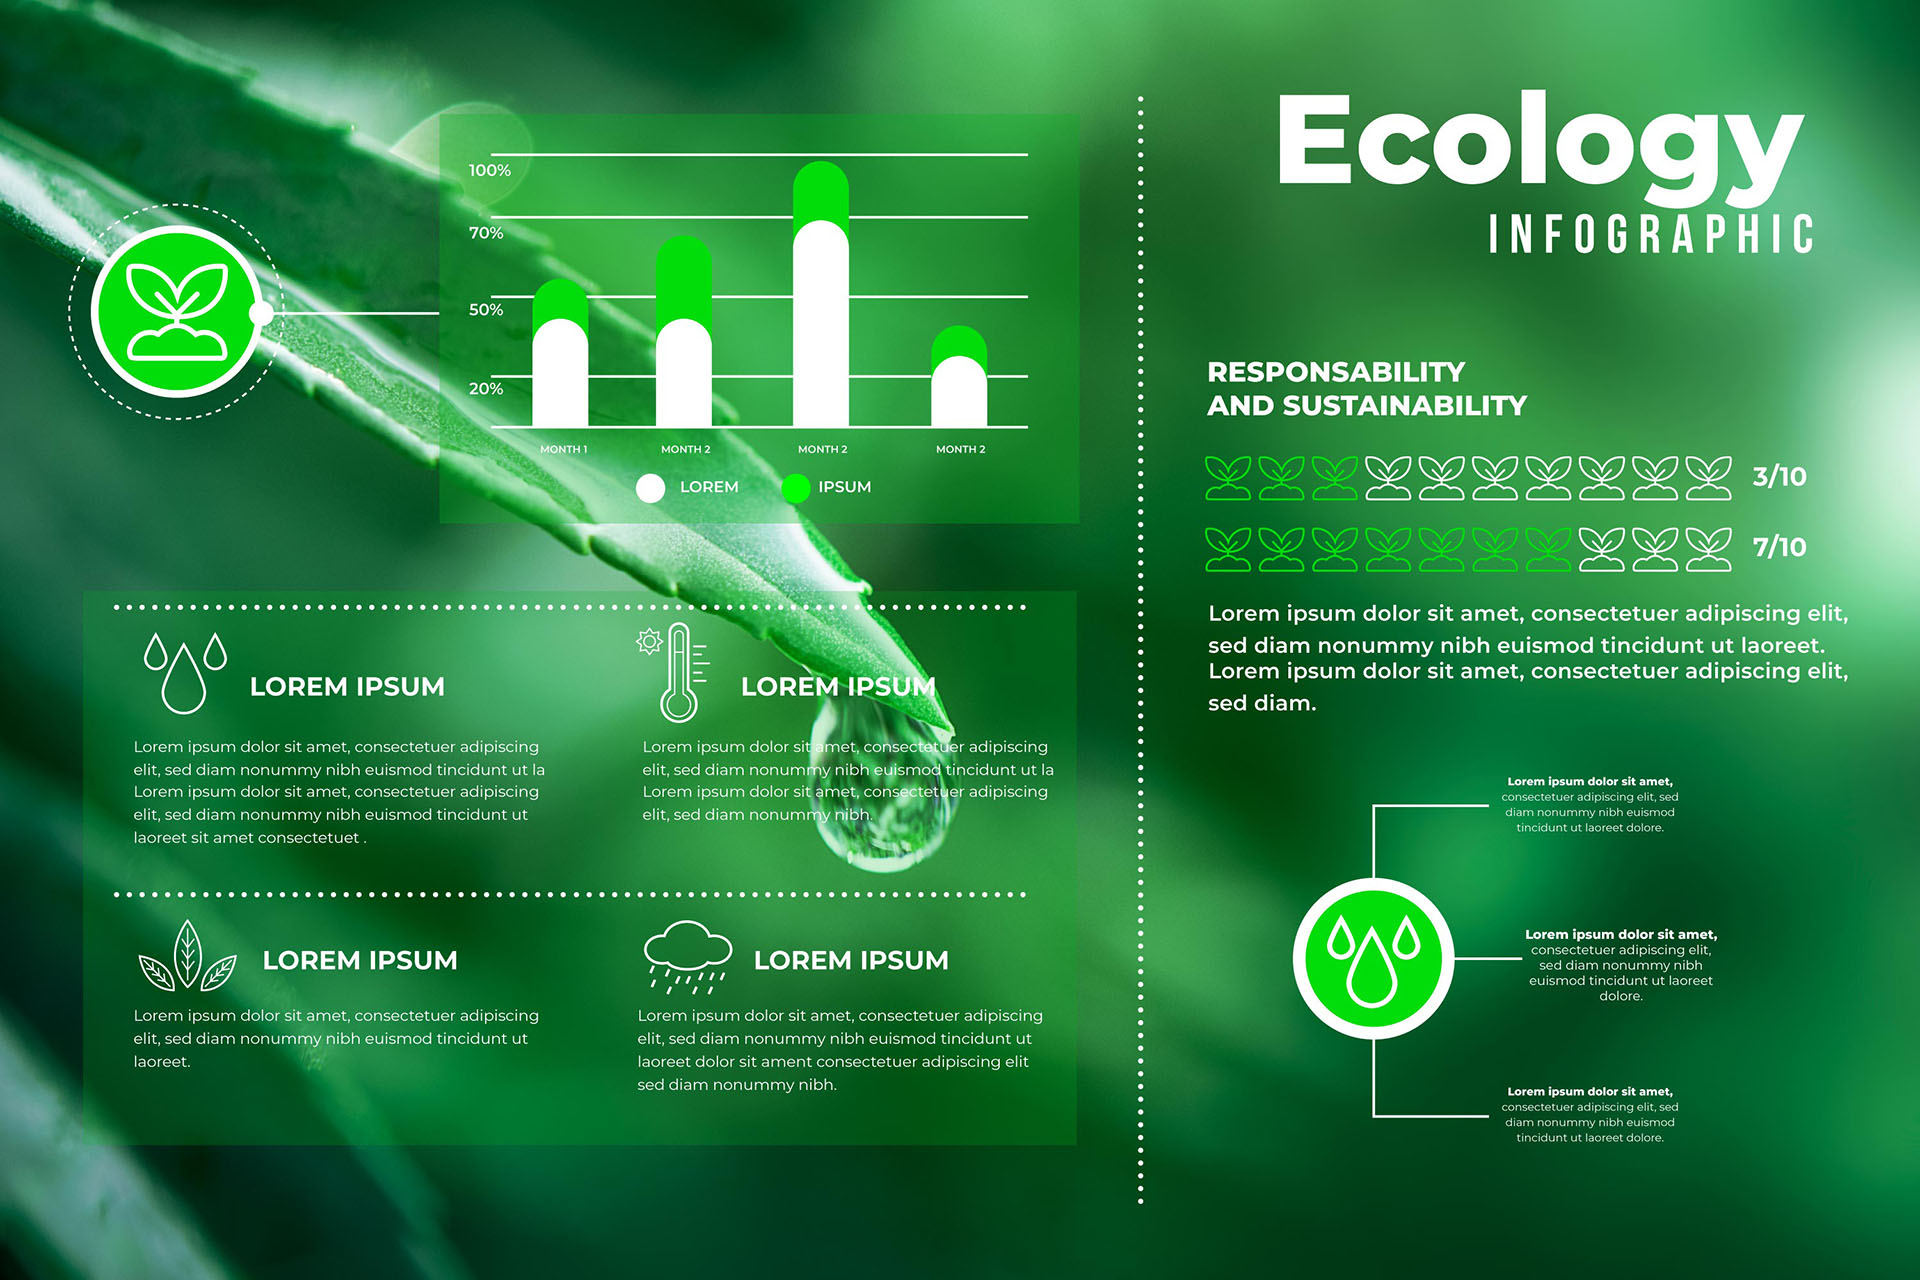 Ecology
INFOGRAPHIC
100%
70%
50%
20%
MONTH 1
MONTH 2
MONTH 2
MONTH 2
LOREM
IPSUM
RESPONSABILITY
AND SUSTAINABILITY
3/10
7/10
Lorem ipsum dolor sit amet, consectetuer adipiscing elit,
sed diam nonummy nibh euismod tincidunt ut laoreet.
Lorem ipsum dolor sit amet, consectetuer adipiscing elit,
sed diam.
LOREM IPSUM
Lorem ipsum dolor sit amet, consectetuer adipiscing
elit, sed diam nonummy nibh euismod tincidunt ut la
Lorem ipsum dolor sit amet, consectetuer adipiscing
elit, sed diam nonummy nibh euismod tincidunt ut
laoreet sit amet consectetuet .
LOREM IPSUM
Lorem ipsum dolor sit amet, consectetuer adipiscing
elit, sed diam nonummy nibh euismod tincidunt ut la
Lorem ipsum dolor sit amet, consectetuer adipiscing
elit, sed diam nonummy nibh.
LOREM IPSUM
Lorem ipsum dolor sit amet, consectetuer adipiscing
elit, sed diam nonummy nibh euismod tincidunt ut
laoreet.
LOREM IPSUM
Lorem ipsum dolor sit amet, consectetuer adipiscing
elit, sed diam nonummy nibh euismod tincidunt ut
laoreet dolor sit ament consectetuer adipiscing elit
sed diam nonummy nibh.
Lorem ipsum dolor sit amet,
consectetuer adipiscing elit, sed
diam nonummy nibh euismod
tincidunt ut laoreet dolore.
Lorem ipsum dolor sit amet,
consectetuer adipiscing elit,
sed diam nonummy nibh
euismod tincidunt ut laoreet
dolore.
Lorem ipsum dolor sit amet,
consectetuer adipiscing elit, sed
diam nonummy nibh euismod
tincidunt ut laoreet dolore.